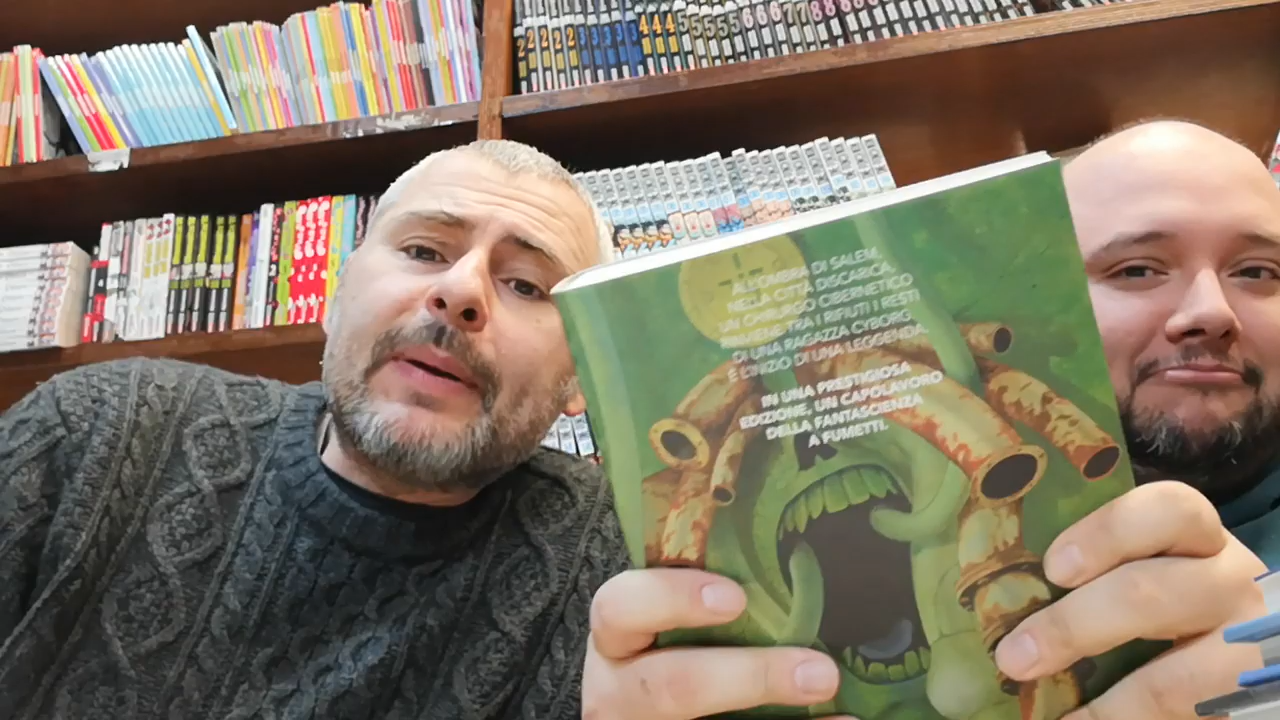 ALL'OMBRA DI SALEM,
NELLA CITTÀ DISCARICA,
UN CHIRURGO CIBERNETICO
RINVIENE TRA I RIFIUTI I RESTI
DI UNA RAGAZZA CYBORG.
È L'INIZIO DI UNA LEGGENDA.
IN UNA PRESTIGIOSA
EDIZIONE, UN CAPOLAVORO
DELLA FANTASCIENZA
A FUMETTI.